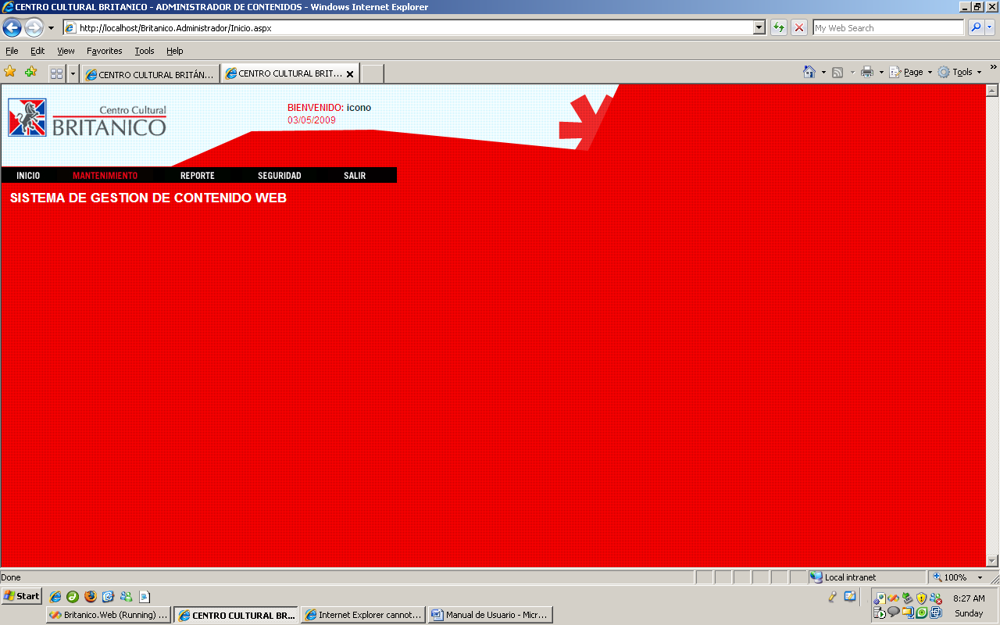 CENTRO CULTURAL BRITANICO - ADMINISTRADOR DE CONTENIDOS - Windows Internet Explorer
http://localhost/Britanico.Administrador/Inicio.aspx
My Web Search
File Edit View Favorites Tools Help
CENTRO CULTURAL BRITÁN...
CENTRO CULTURAL BRIT...
Page Tools
Centro Cultural
BRITANICO
BIENVENIDO: icono
03/05/2009
INICIO MANTENIMIENTO REPORTE SEGURIDAD SALIR
SISTEMA DE GESTION DE CONTENIDO WEB
Done
Local intranet
100%
Start
8:27 AM
Britanico.Web (Running) ...
CENTRO CULTURAL BR...
Internet Explorer cannot...
Manual de Usuario - Micr...
Sunday